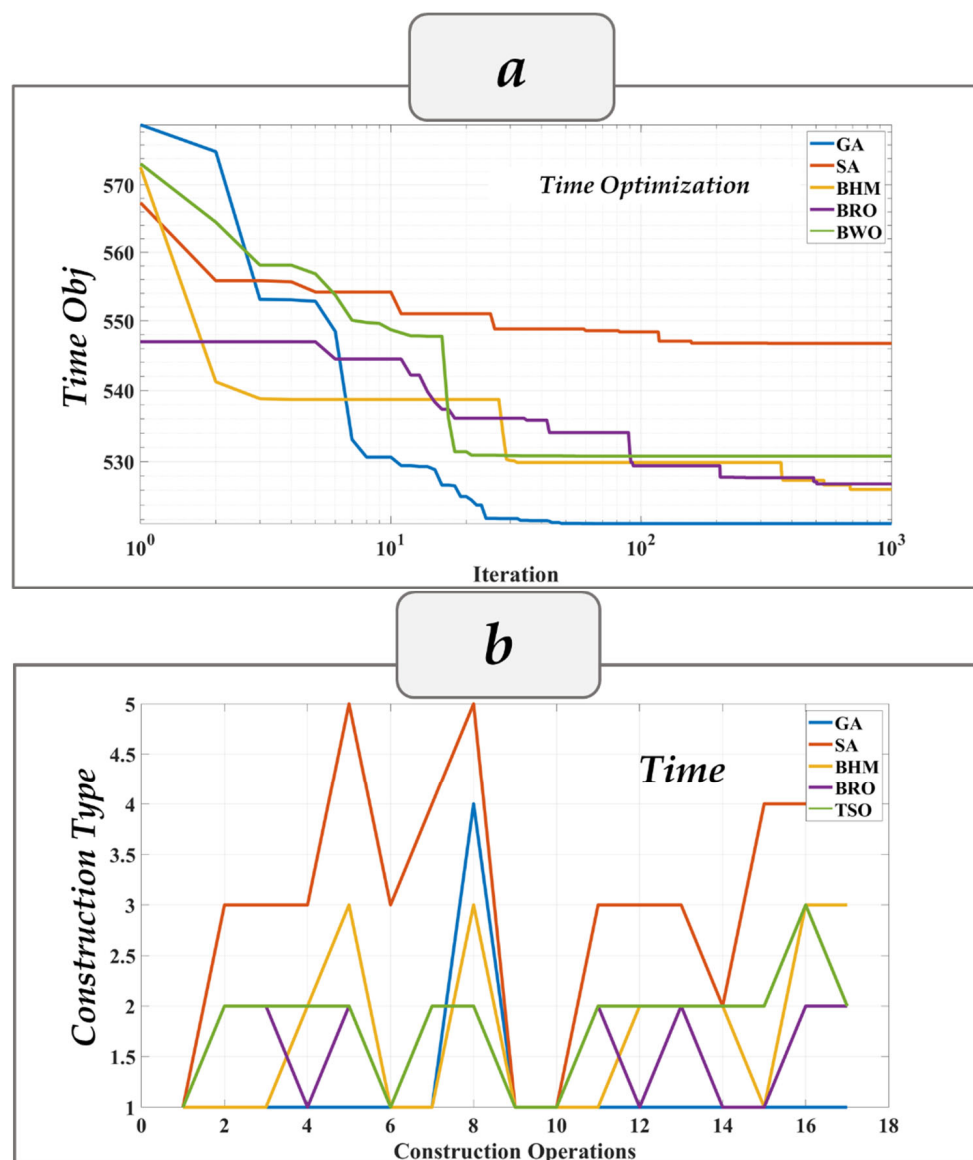 a
Time Optimization
GA
SA
BHM
BRO
BWO
Time Obj
570
560
550
540
530
10^0
10^1
10^2
10^3
Iteration
b
Time
GA
SA
BHM
BRO
TSO
Construction Type
5
4.5
4
3.5
3
2.5
2
1.5
1
0 2 4 6 8 10 12 14 16 18
Construction Operations